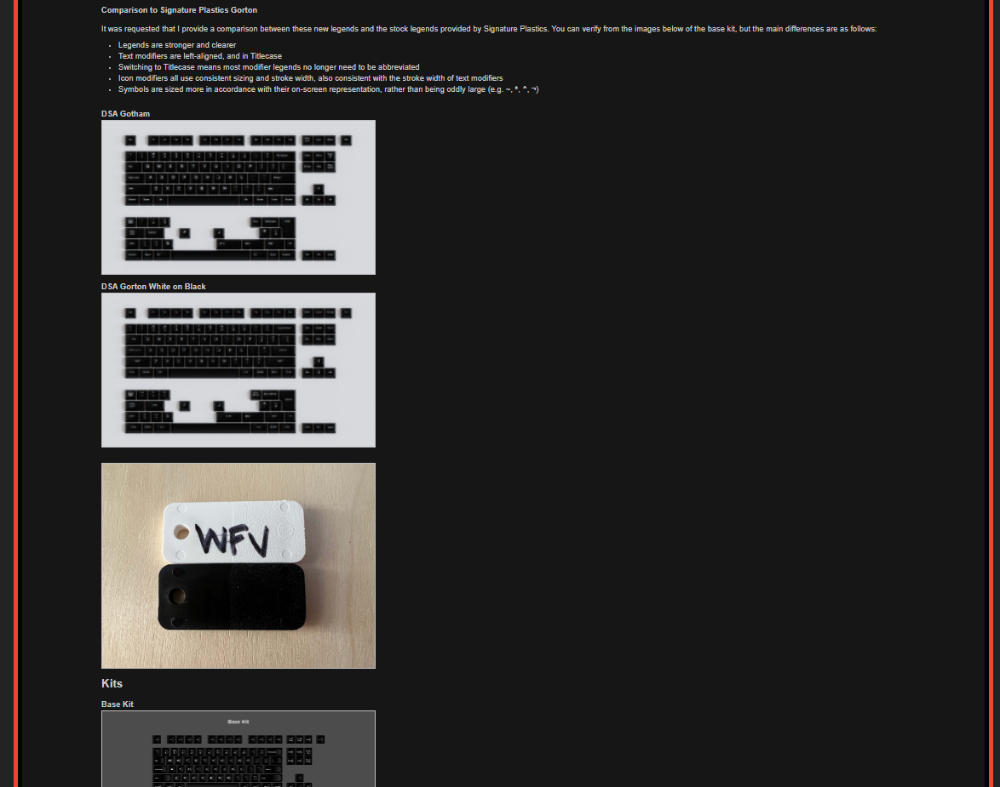 Comparison to Signature Plastics Gorton
It was requested that I provide a comparison between these new legends and the stock legends provided by Signature Plastics. You can verify from the images below of the base kit, but the main differences are as follows:
• Legends are stronger and clearer
• Text modifiers are left-aligned, and in Titlecase
• Switching to Titlecase means most modifier legends no longer need to be abbreviated
• Icon modifiers all use consistent sizing and stroke width, also consistent with the stroke width of text modifiers
• Symbols are sized more in accordance with their on-screen representation, rather than being oddly large (e.g. ~, *, ^, ¬)
DSA Gotham
DSA Gorton White on Black
WFV
Kits
Base Kit
Base Kit